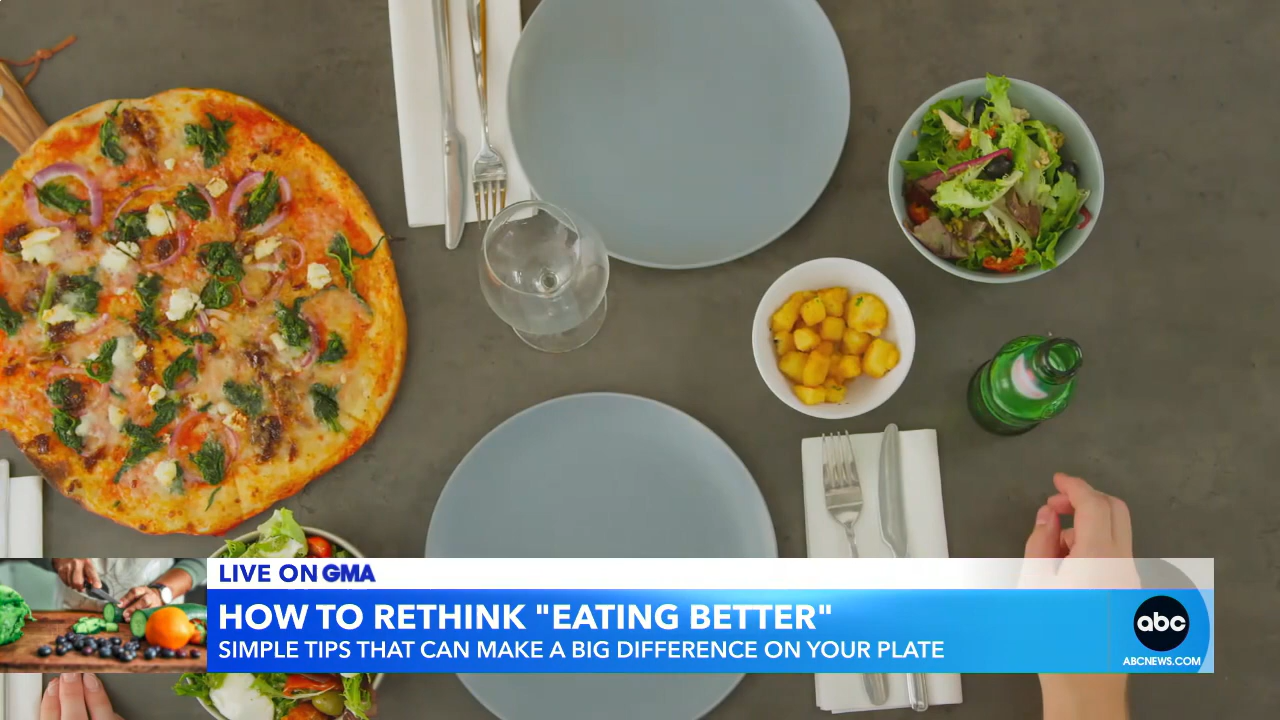 LIVE ON GMA
HOW TO RETHINK "EATING BETTER"
SIMPLE TIPS THAT CAN MAKE A BIG DIFFERENCE ON YOUR PLATE
abc
ABCNEWS.COM